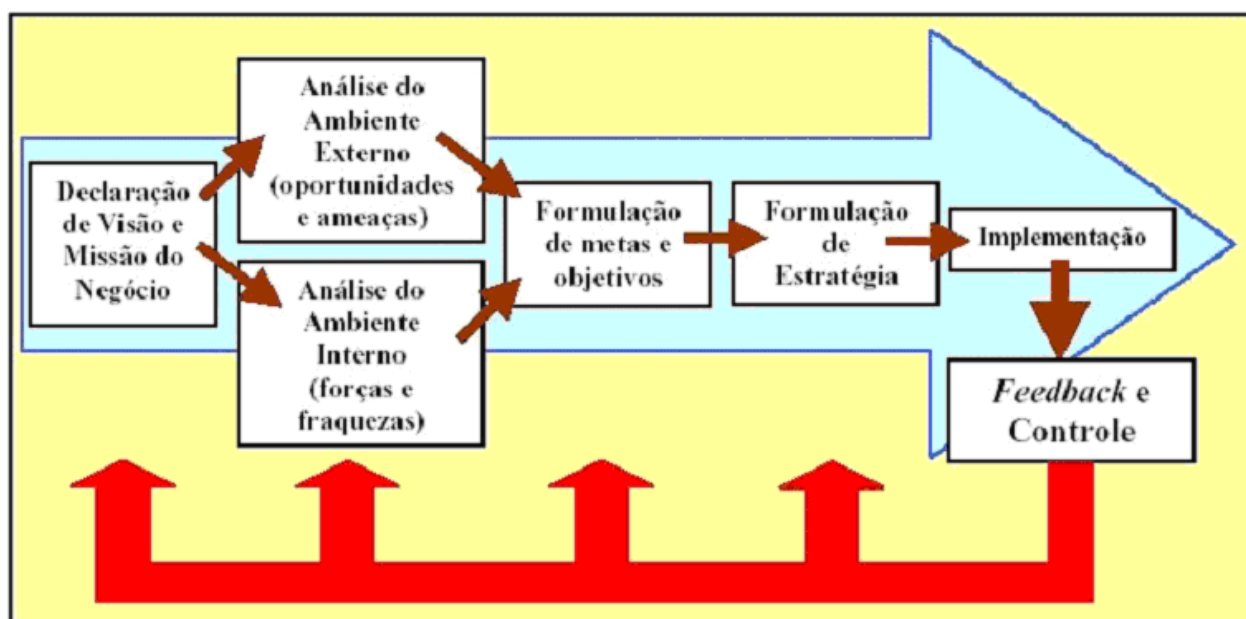 Declaração
de Visão e
Missão do
Negócio
Análise do
Ambiente
Externo
(oportunidades
e ameaças)
Análise do
Ambiente
Interno
(forças e
fraquezas)
Formulação
de metas e
objetivos
Formulação
de
Estratégia
Implementação
Feedback e
Controle